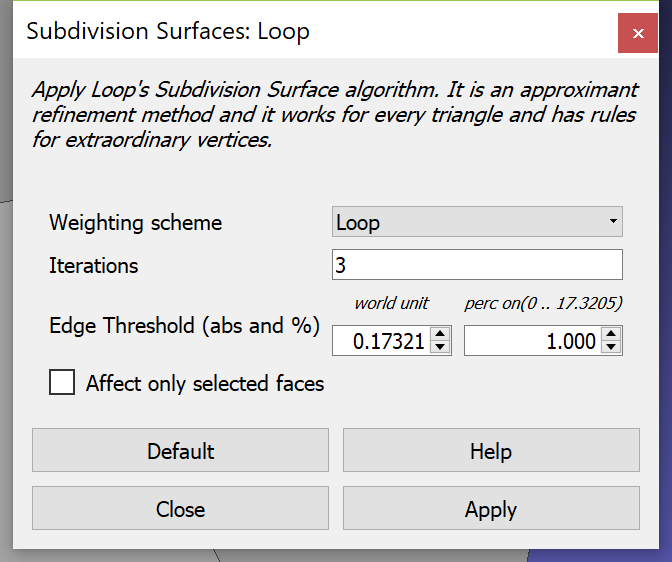 Subdivision Surfaces: Loop
Apply Loop's Subdivision Surface algorithm. It is an approximant
refinement method and it works for every triangle and has rules
for extraordinary vertices.
Weighting scheme Loop
Iterations 3
world unit perc on(0 .. 17.3205)
Edge Threshold (abs and %) 0.17321 1.000
Affect only selected faces
Default Help
Close Apply